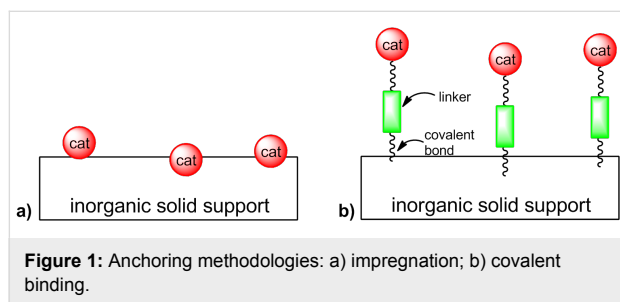 cat
cat
cat
linker
cat
cat
cat
covalent
bond
a)
inorganic solid support
b)
inorganic solid support
Figure 1: Anchoring methodologies: a) impregnation; b) covalent
binding.